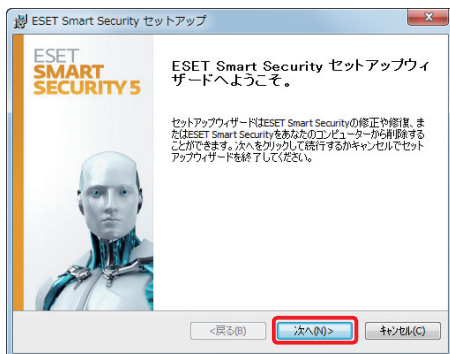 ESET Smart Security セットアップ
ESET
SMART
SECURITY 5
ESET Smart Security セットアップウィ
ザードへようこそ。
セットアップウィザードはESET Smart Securityの修正や修復、ま
たはESET Smart Securityをあなたのコンピューターから削除する
ことができます。次へをクリックして続行するかキャンセルでセット
アップウィザードを終了してください。
<戻る(B)
次へ(N)>
キャンセル(C)